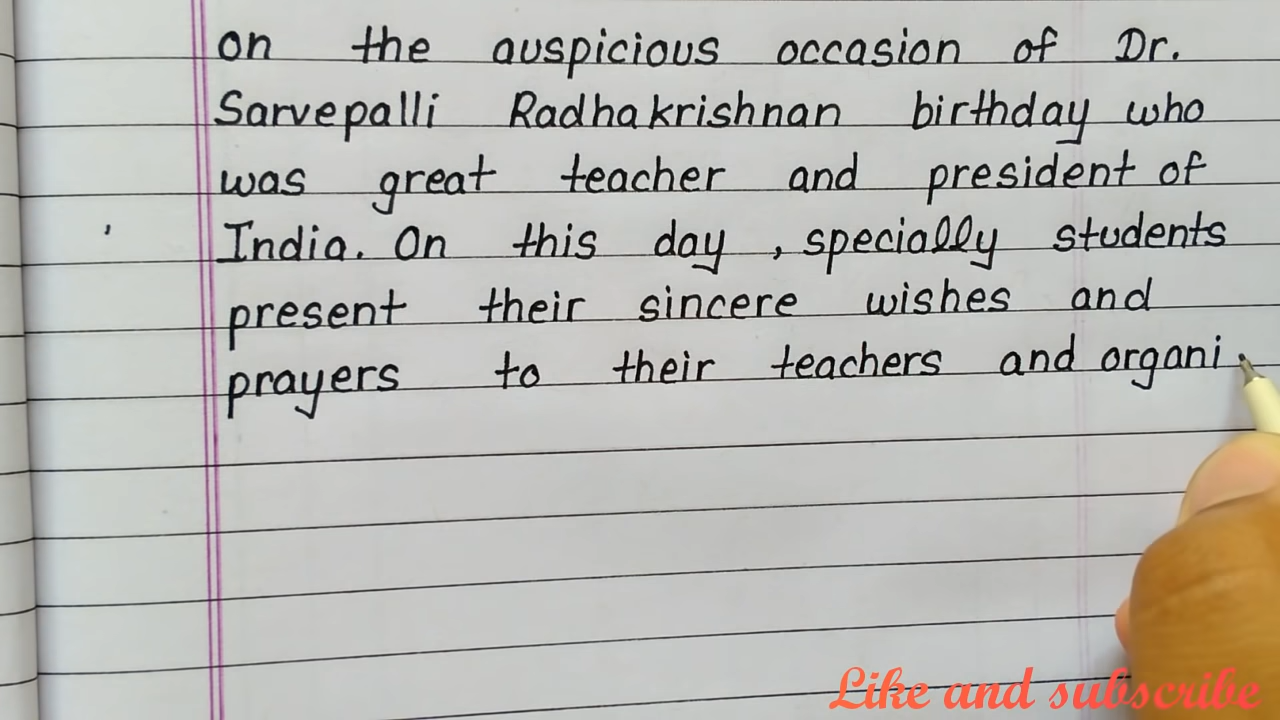 on the auspicious occasion of Dr.
Sarvepalli Radhakrishnan birthday who
was great teacher and president of
India. On this day , specially students
present their sincere wishes and
prayers to their teachers and organi
Like and subscribe